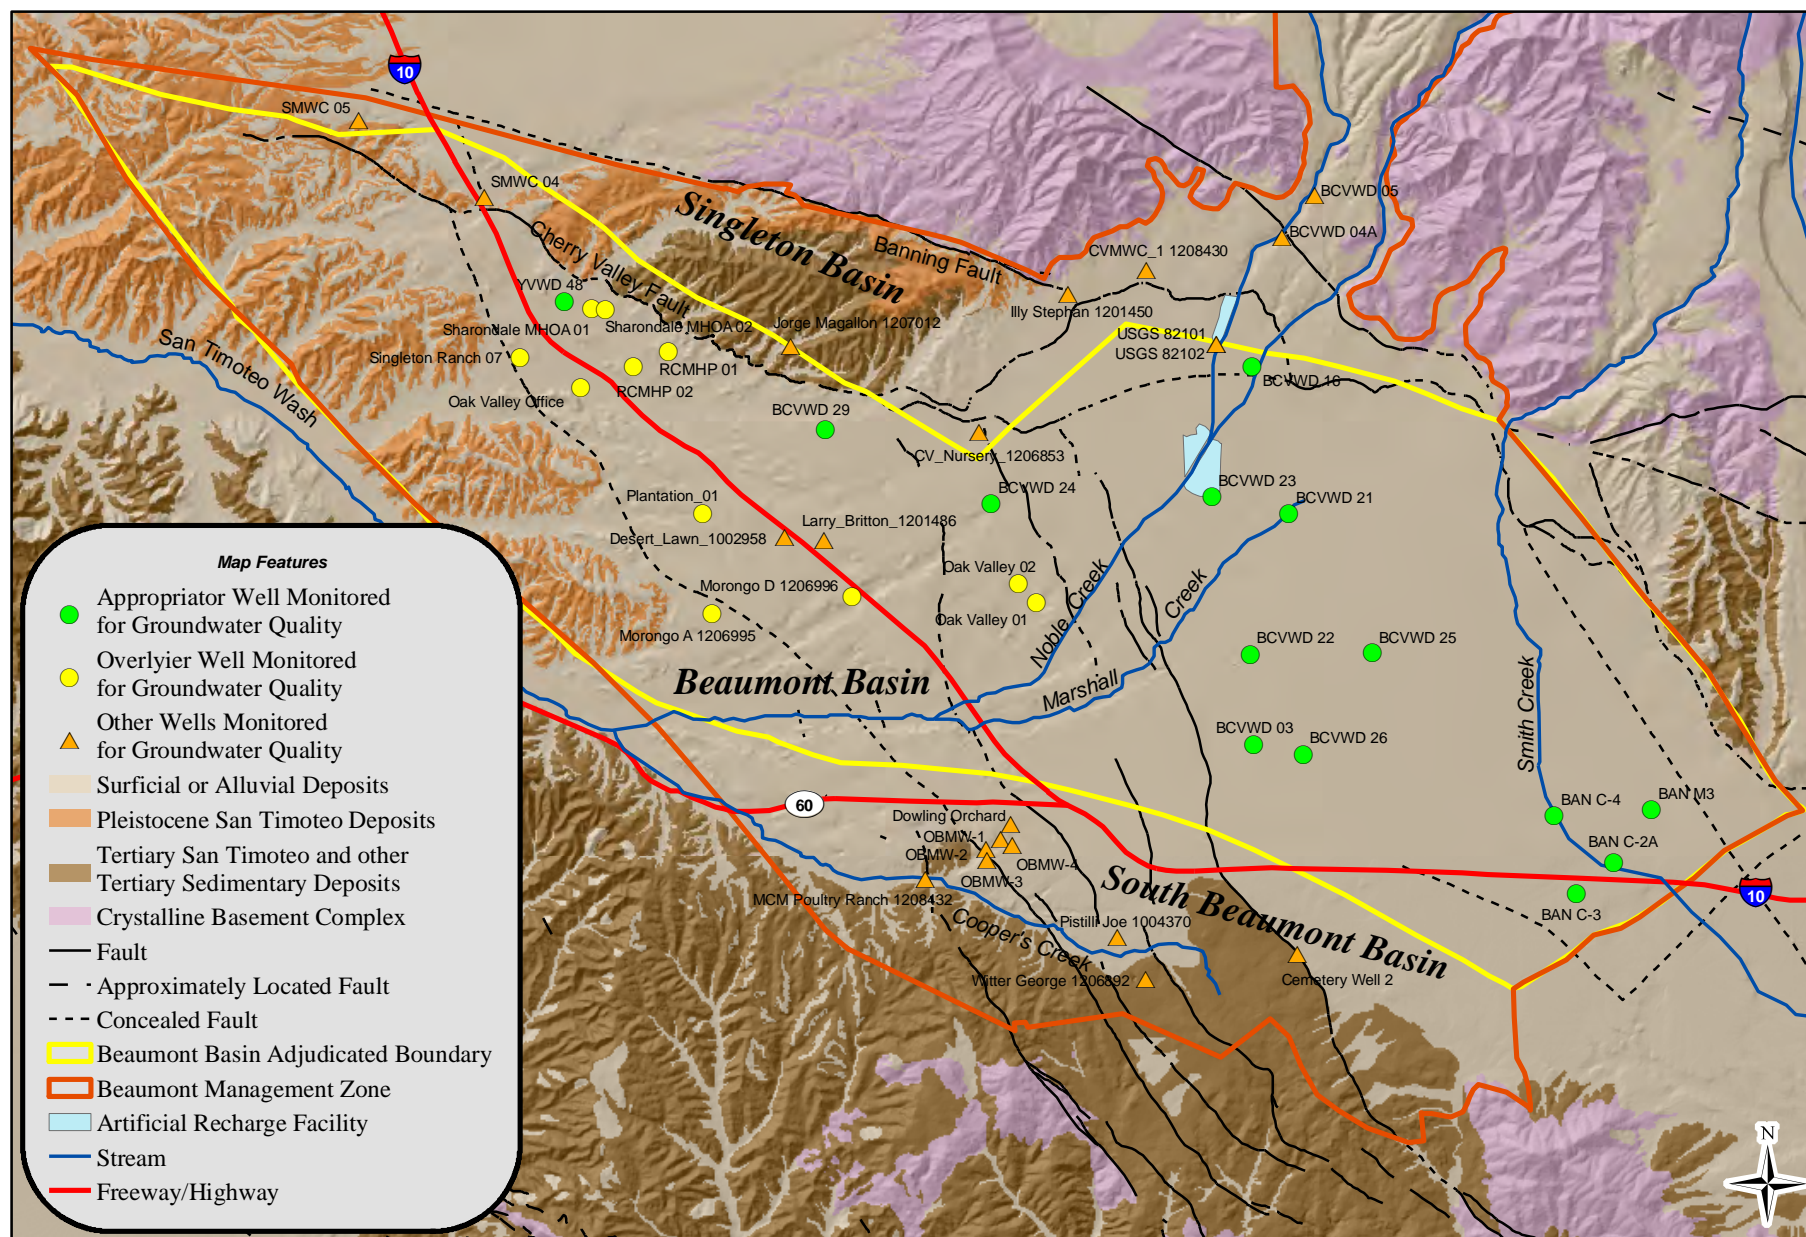 10
SMWC 05
SMWC 04
BCVWD 05
BCVWD 04A
Singleton Basin
Banning Fault
Cherry Valley Fault
CVMWC_1 1208430
YVWD 48
Illy Stephan 1201450
Sharondale MHOA 01
Sharondale MHOA 02
Jorge Magallon 1207012
USGS 82101
USGS 82102
San Timoteo Wash
Singleton Ranch 07
RCMHP 01
BCVWD 16
RCMHP 02
Oak Valley Office
BCVWD 29
CV_Nursery_1206853
BCVWD 24
BCVWD 23
BCVWD 21
Plantation_01
Larry_Britton_1201486
Desert_Lawn_1002958
Oak Valley 02
Morongo D 1206996
Oak Valley 01
Morongo A 1206995
Noble Creek
Marshall Creek
BCVWD 22
BCVWD 25
Beaumont Basin
Smith Creek
BCVWD 03
BCVWD 26
60
BAN C-4
BAN M3
Dowling Orchard
OBMW-1
OBMW-2
OBMW-4
OBMW-3
BAN C-2A
MCM Poultry Ranch 1208432
South Beaumont Basin
10
BAN C-3
Cooper's Creek
Pistilli Joe 1004370
Witter George 1206892
Cemetery Well 2
Map Features
Appropriator Well Monitored
for Groundwater Quality
Overlyier Well Monitored
for Groundwater Quality
Other Wells Monitored
for Groundwater Quality
Surficial or Alluvial Deposits
Pleistocene San Timoteo Deposits
Tertiary San Timoteo and other
Tertiary Sedimentary Deposits
Crystalline Basement Complex
Fault
Approximately Located Fault
Concealed Fault
Beaumont Basin Adjudicated Boundary
Beaumont Management Zone
Artificial Recharge Facility
Stream
Freeway/Highway
N